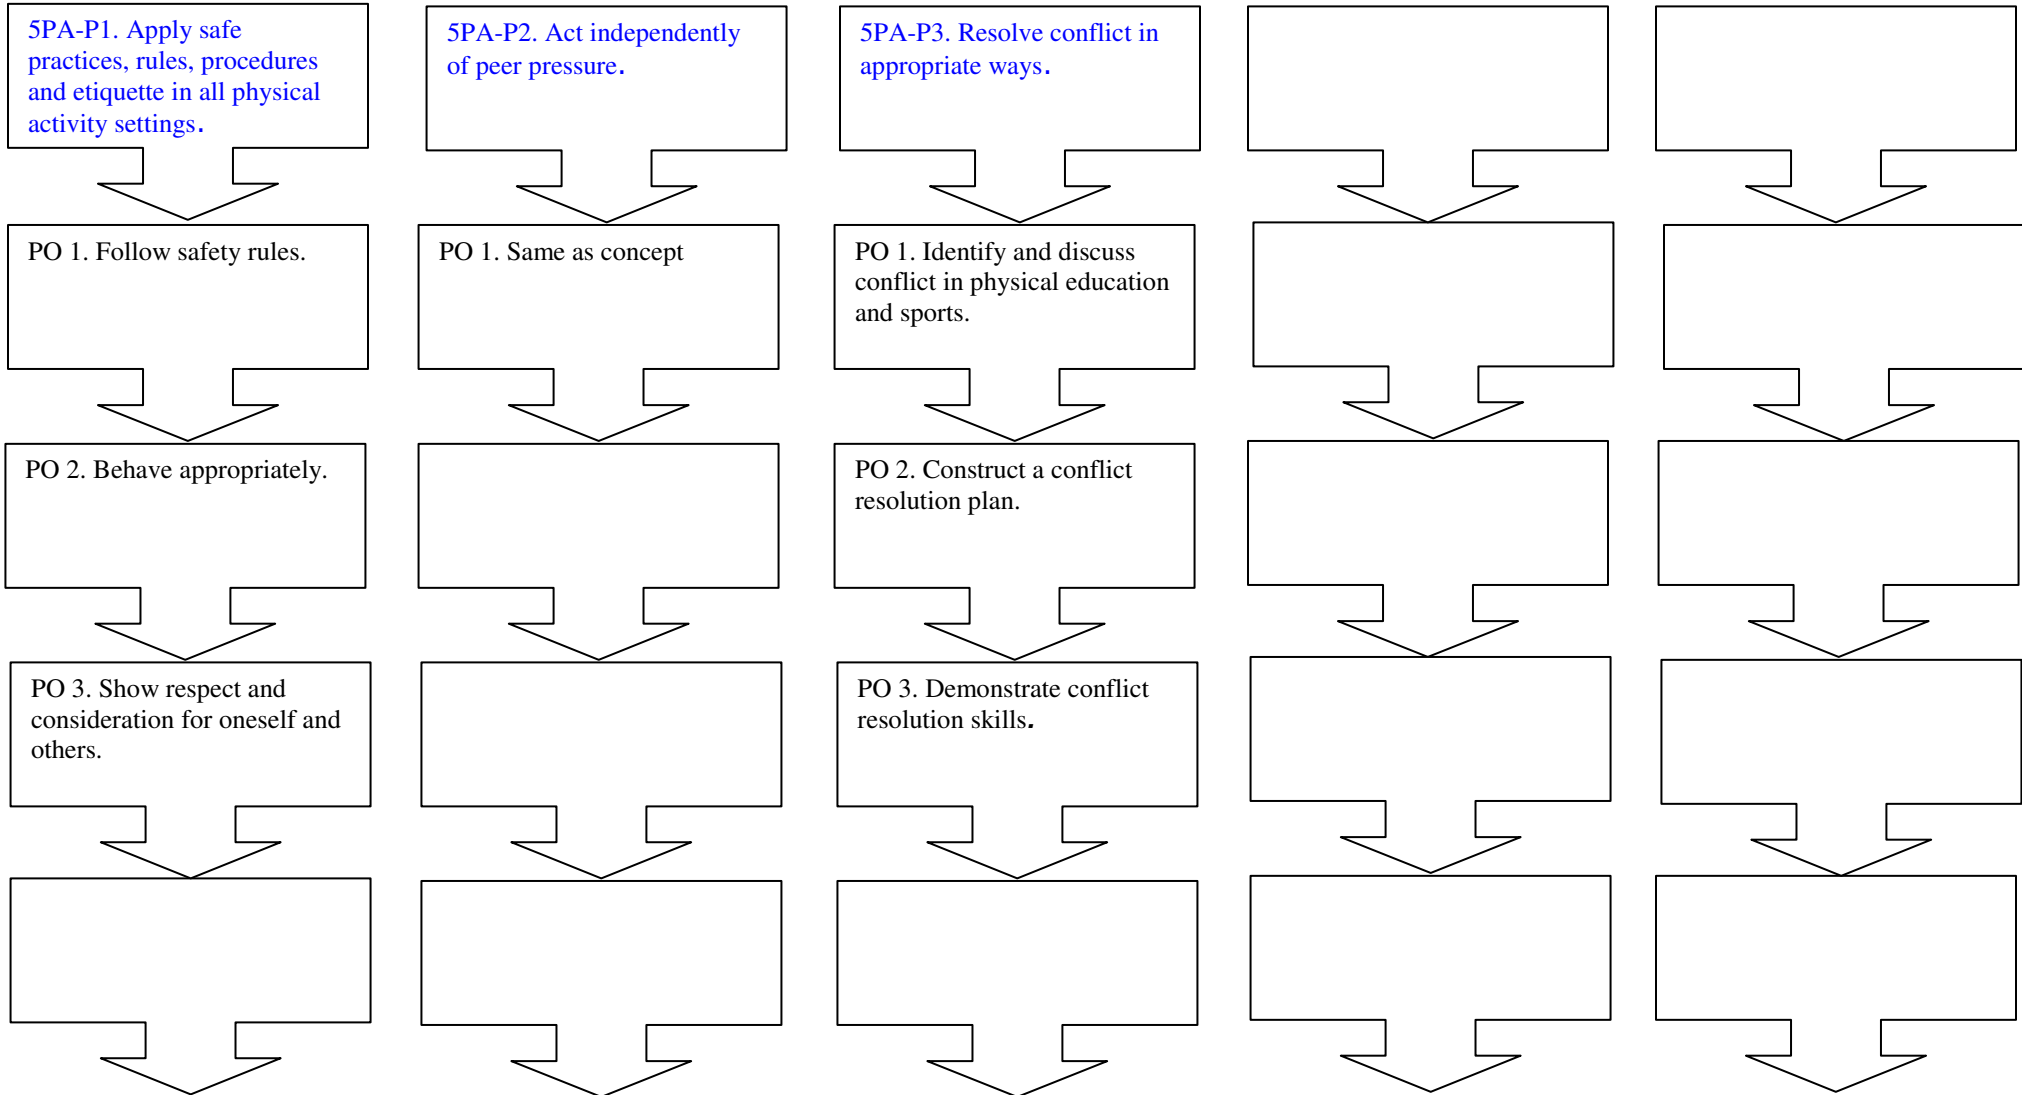 5PA-P1. Apply safe
practices, rules, procedures
and etiquette in all physical
activity settings.
5PA-P2. Act independently
of peer pressure.
5PA-P3. Resolve conflict in
appropriate ways.
PO 1. Follow safety rules.
PO 1. Same as concept
PO 1. Identify and discuss
conflict in physical education
and sports.
PO 2. Behave appropriately.
PO 2. Construct a conflict
resolution plan.
PO 3. Show respect and
consideration for oneself and
others.
PO 3. Demonstrate conflict
resolution skills.